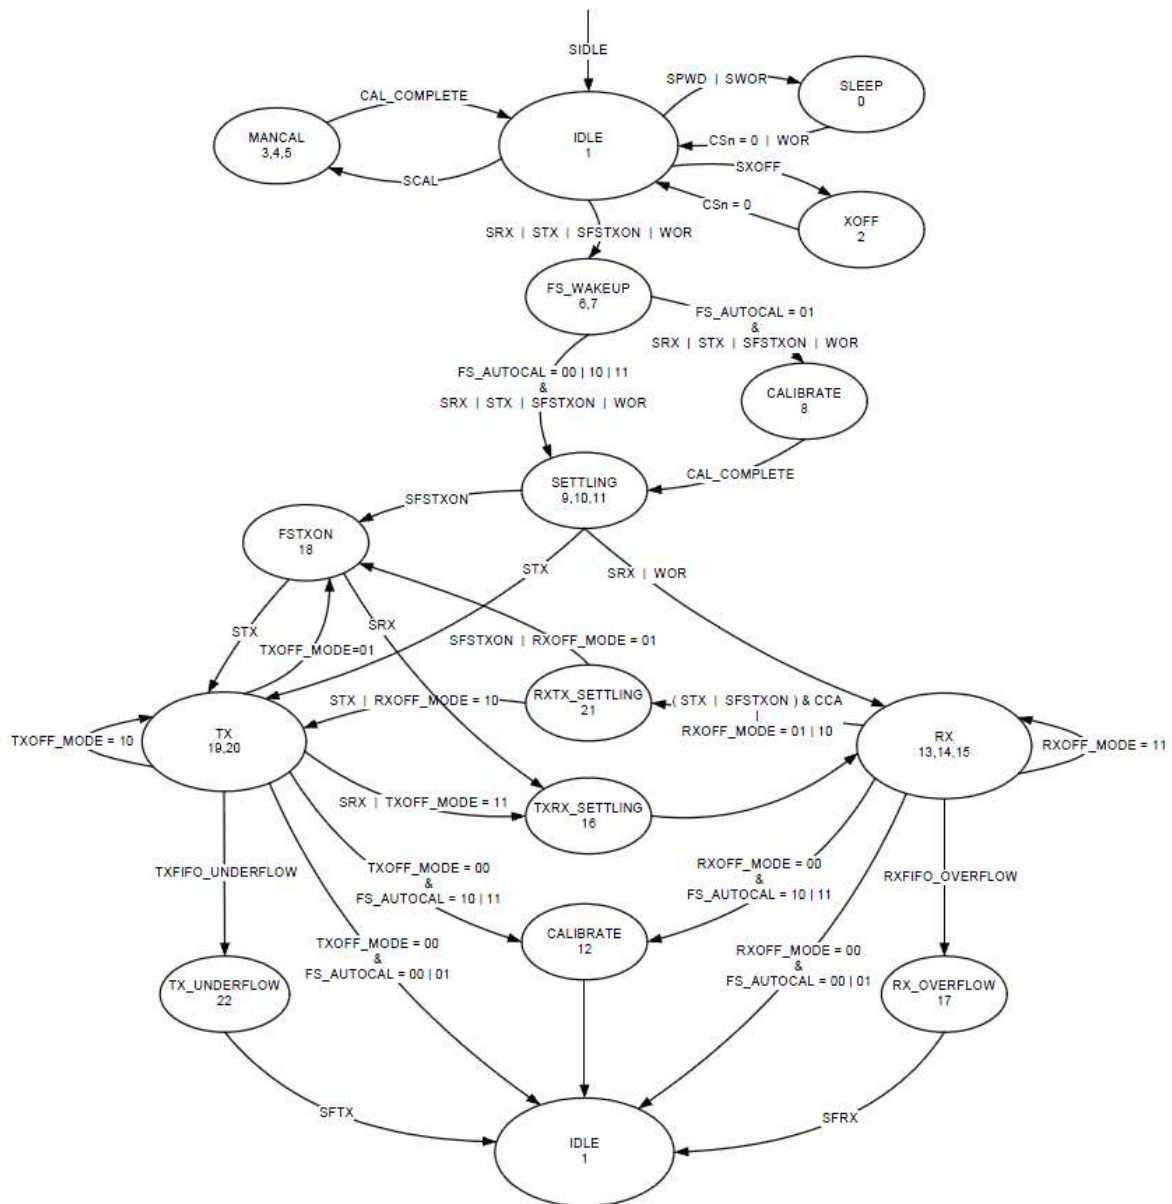 SIDLE
SPWD | SWOR
SLEEP
0
CAL_COMPLETE
MANCAL
3,4,5
IDLE
1
CSn = 0 | WOR
SCAL
SXOFF
CSn = 0
XOFF
2
SRX | STX | SFSTXON | WOR
FS_WAKEUP
6,7
FS_AUTOCAL = 01
&
SRX | STX | SFSTXON | WOR
FS_AUTOCAL = 00 | 10 | 11
&
SRX | STX | SFSTXON | WOR
CALIBRATE
8
CAL_COMPLETE
SETTLING
9,10,11
SFSTXON
FSTXON
18
STX
SRX | WOR
STX
SRX
TXOFF_MODE=01
SFSTXON | RXOFF_MODE = 01
RXTX_SETTLING
21
STX | RXOFF_MODE = 10
( STX | SFSTXON ) & CCA
|
RXOFF_MODE = 01 | 10
TXOFF_MODE = 10
TX
19,20
RX
13,14,15
RXOFF_MODE = 11
SRX | TXOFF_MODE = 11
TXRX_SETTLING
16
TXFIFO_UNDERFLOW
TXOFF_MODE = 00
&
FS_AUTOCAL = 10 | 11
RXOFF_MODE = 00
&
FS_AUTOCAL = 10 | 11
RXFIFO_OVERFLOW
CALIBRATE
12
TXOFF_MODE = 00
&
FS_AUTOCAL = 00 | 01
RXOFF_MODE = 00
&
FS_AUTOCAL = 00 | 01
TX_UNDERFLOW
22
RX_OVERFLOW
17
SFTX
SFRX
IDLE
1